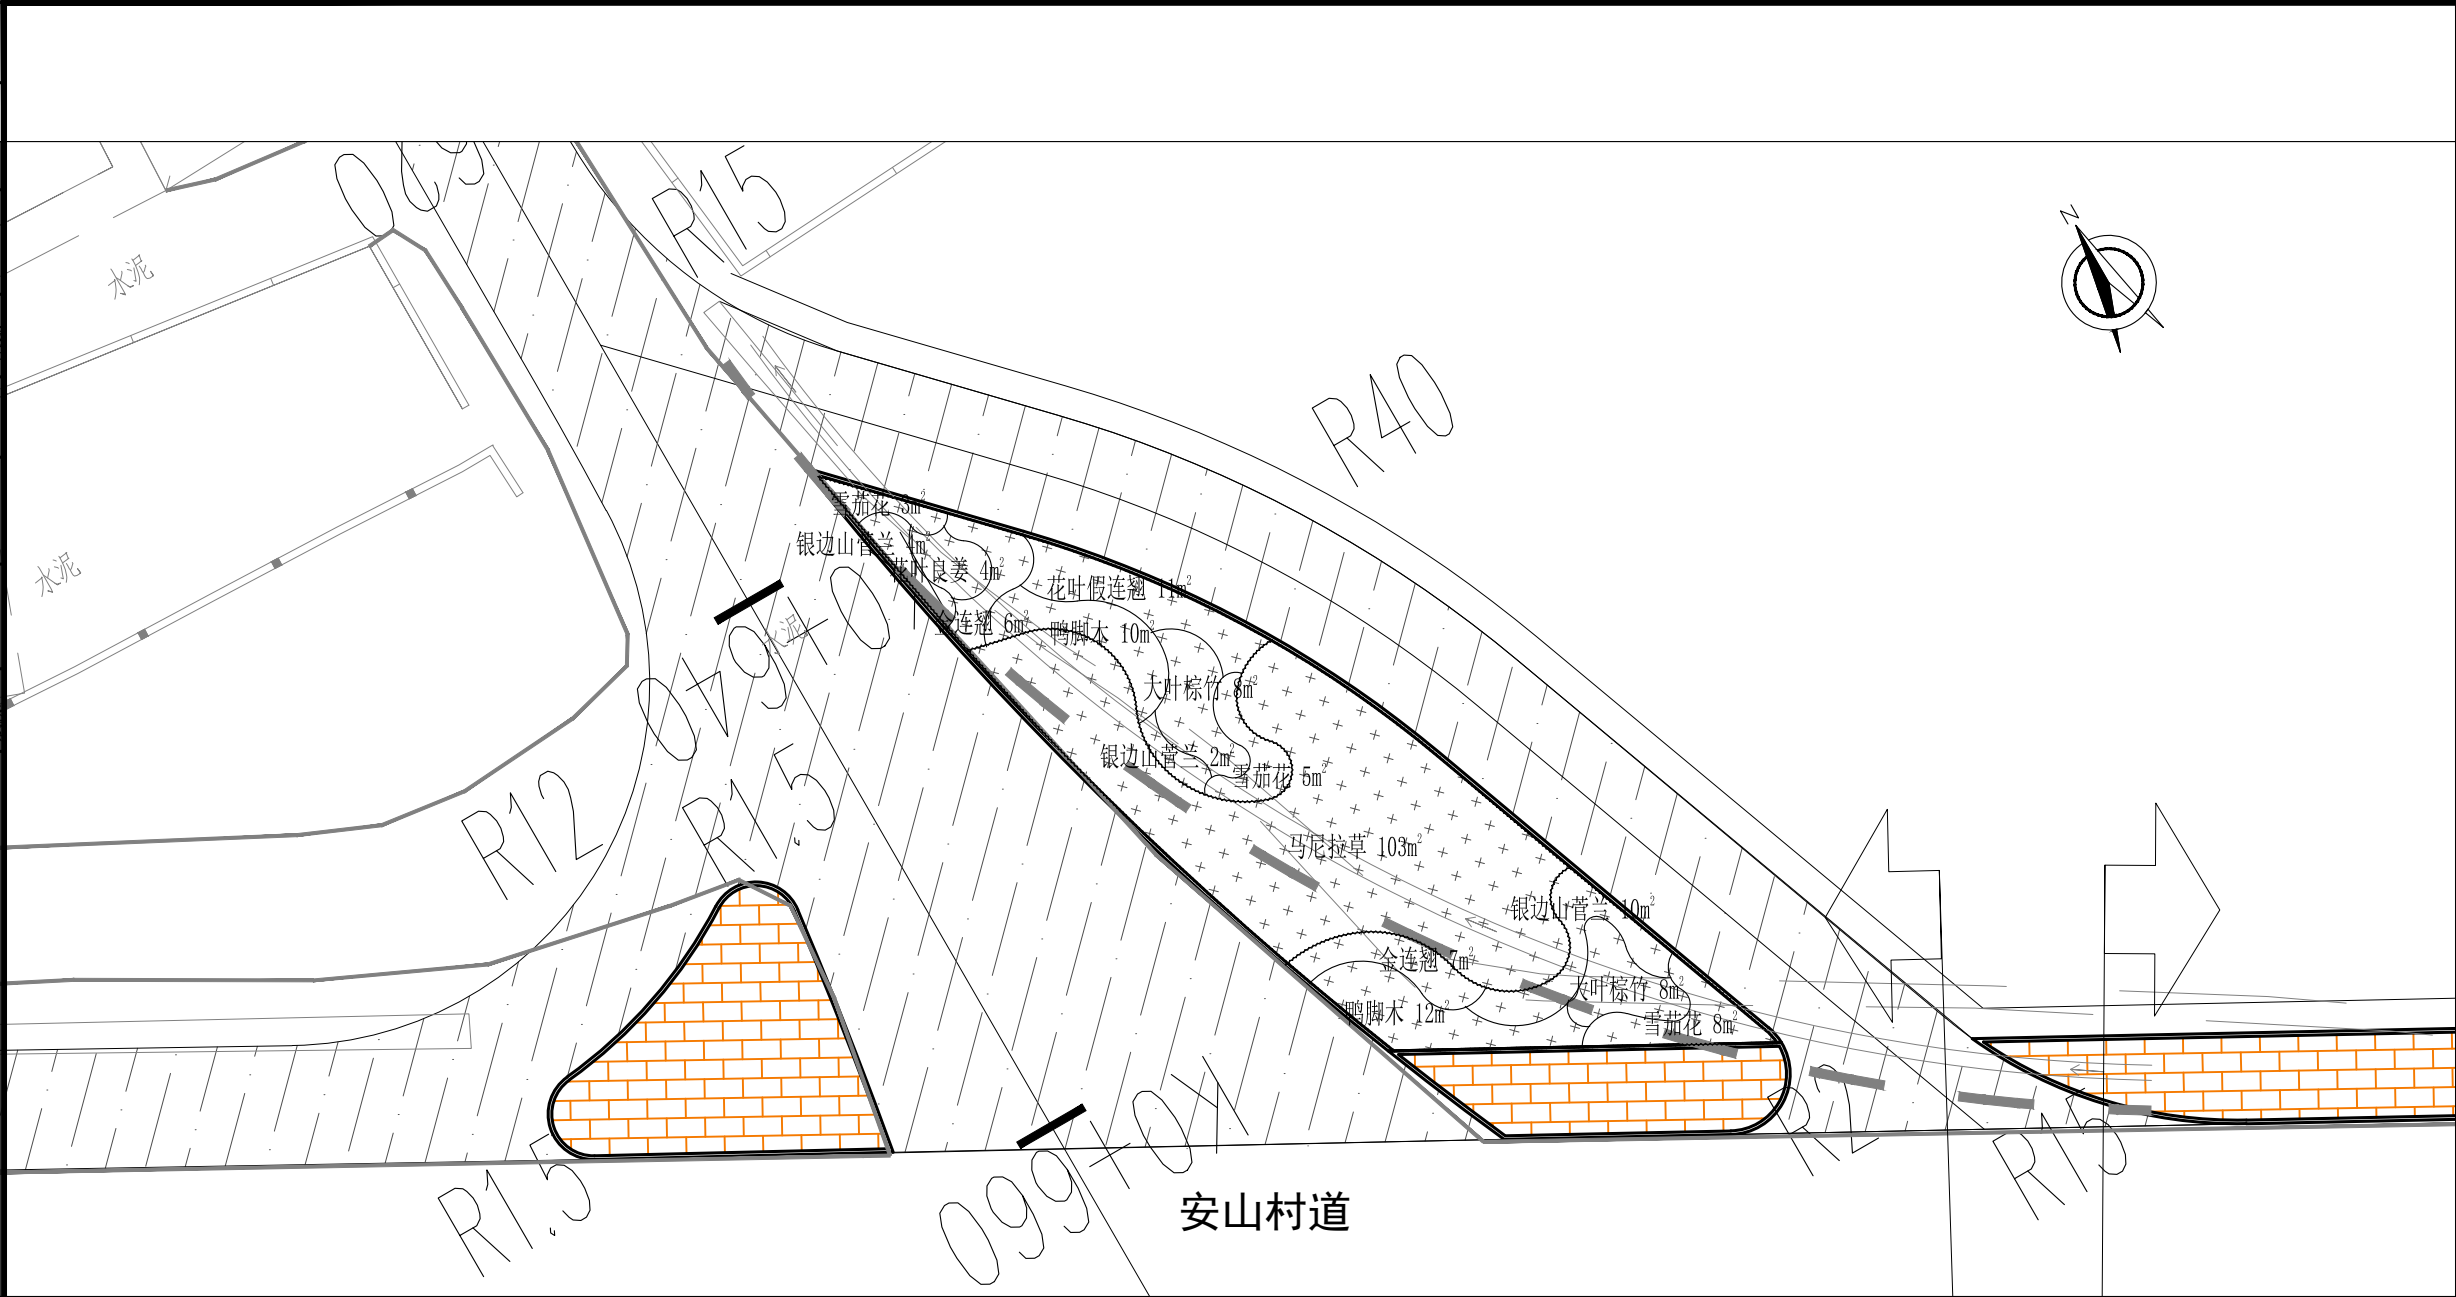 R15
N
水泥
R40
雪茄花 3m²
银边山菅兰 4m²
花叶良姜 4m²
花叶假连翘 11m²
金连翘 6m²
鸭脚木 10m²
水泥
水泥
大叶棕竹 8m²
银边山菅兰 2m²
雪茄花 5m²
R12
R1.5
马尼拉草 103m²
银边山菅兰 10m²
金连翘 7m²
大叶棕竹 8m²
鸭脚木 12m²
雪茄花 8m²
R1.5
R15
安山村道